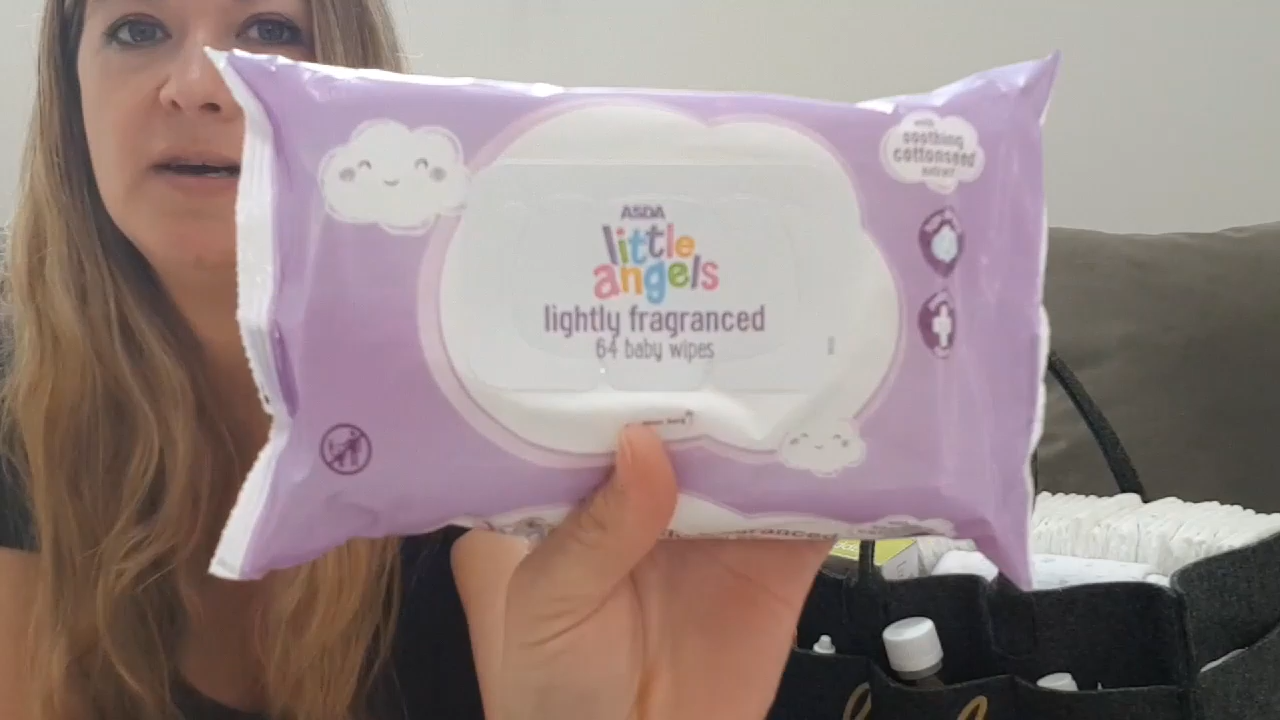 with
soothing
cottonseed
extract
ASDA
little
angels
lightly fragranced
64 baby wipes